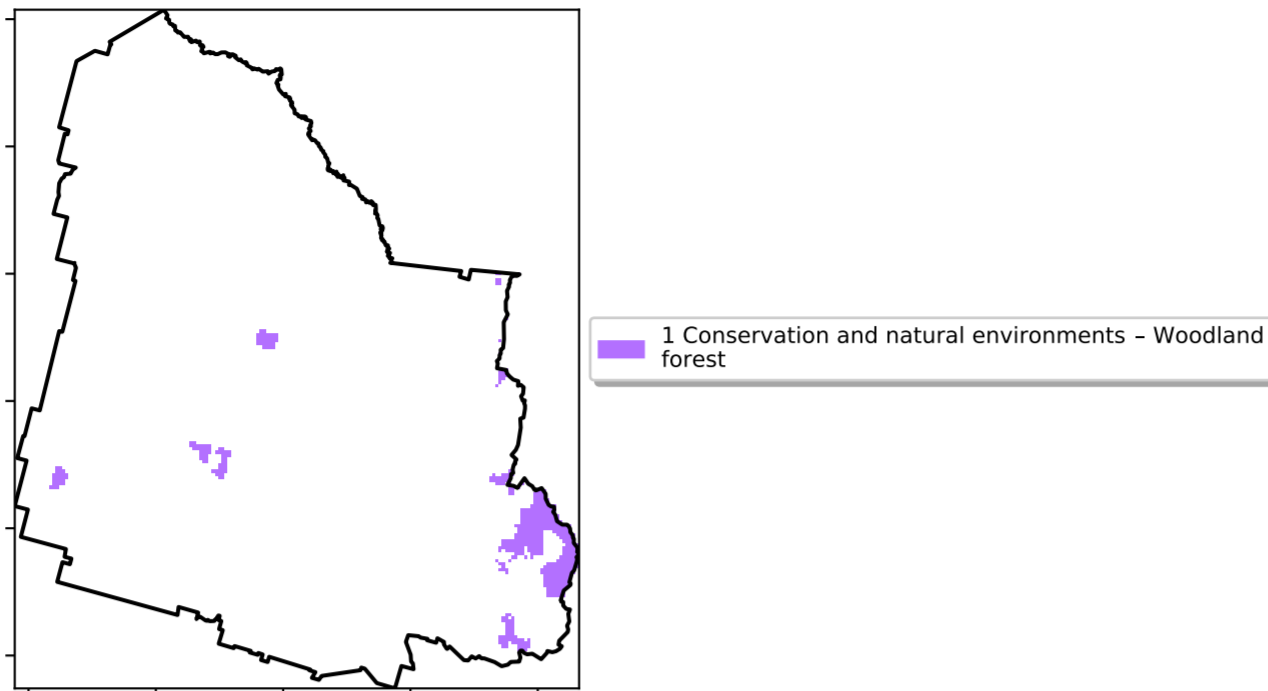 1 Conservation and natural environments – Woodland
forest